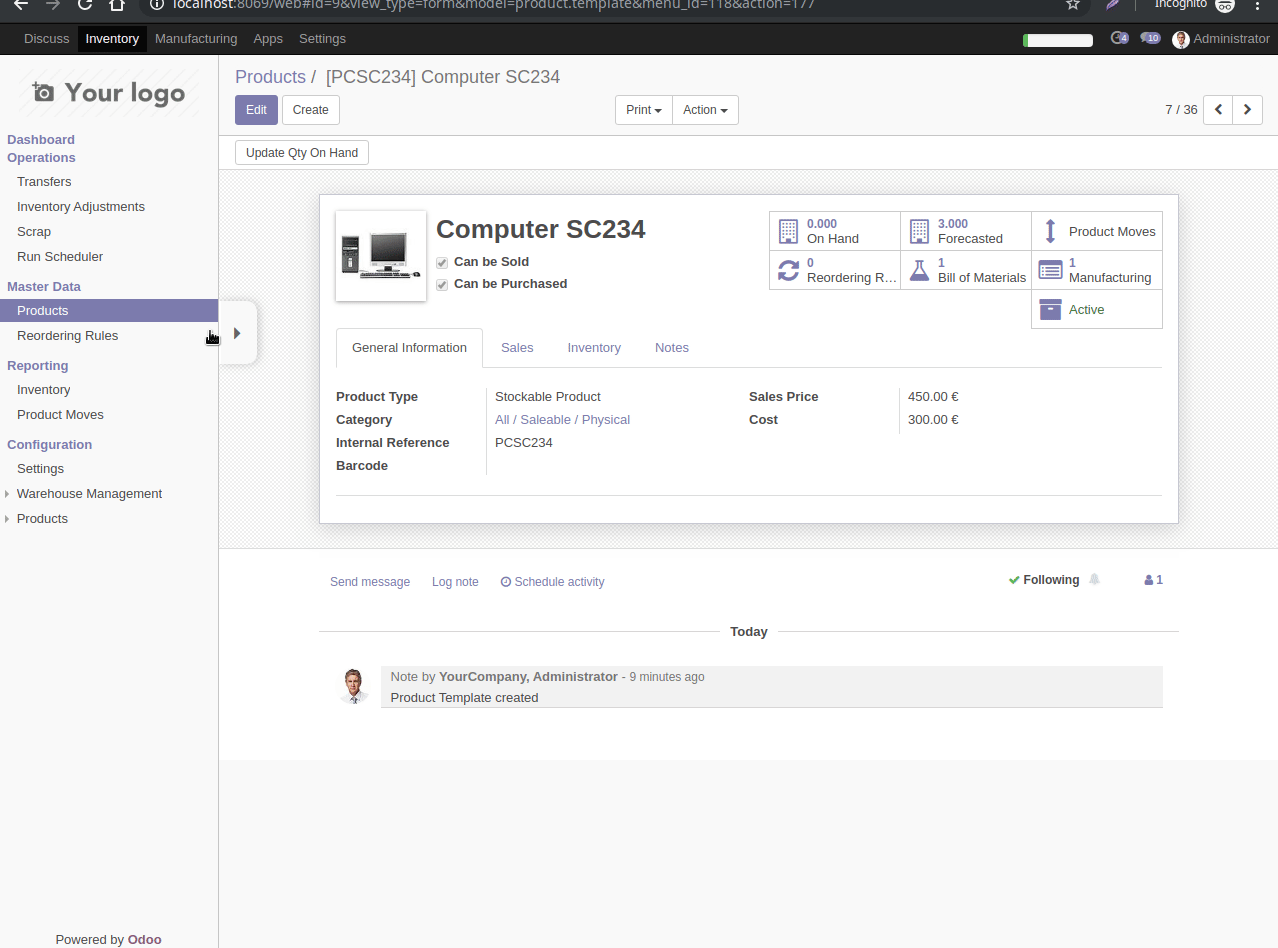 localhost:8069/web#id=9&view_type=form&model=product.template&menu_id=118&action=177
Incognito
Discuss Inventory Manufacturing Apps Settings
4 10 Administrator
Your logo
Dashboard
Operations
Transfers
Inventory Adjustments
Scrap
Run Scheduler
Master Data
Products
Reordering Rules
Reporting
Inventory
Product Moves
Configuration
Settings
Warehouse Management
Products
Powered by Odoo
Products / [PCSC234] Computer SC234
Edit Create Print Action 7 / 36
Update Qty On Hand
Computer SC234
Can be Sold
Can be Purchased
0.000
On Hand
3.000
Forecasted
Product Moves
0
Reordering R...
1
Bill of Materials
1
Manufacturing
Active
General Information Sales Inventory Notes
Product Type Stockable Product
Category All / Saleable / Physical
Internal Reference PCSC234
Barcode
Sales Price 450.00 €
Cost 300.00 €
Send message Log note Schedule activity Following 1
Today
Note by YourCompany, Administrator - 9 minutes ago
Product Template created